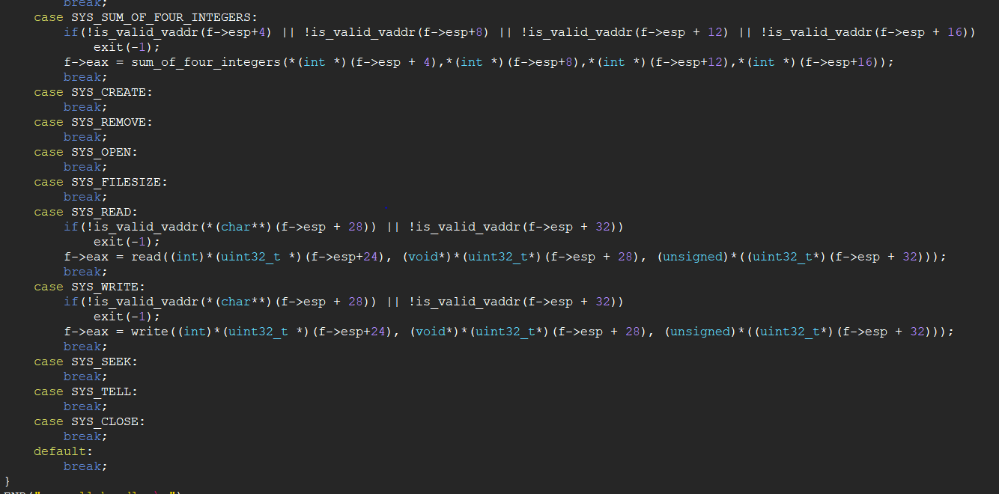 break;
case SYS_SUM_OF_FOUR_INTEGERS:
if(!is_valid_vaddr(f->esp+4) || !is_valid_vaddr(f->esp+8) || !is_valid_vaddr(f->esp + 12) || !is_valid_vaddr(f->esp + 16))
exit(-1);
f->eax = sum_of_four_integers(*(int *)(f->esp + 4),*(int *)(f->esp+8),*(int *)(f->esp+12),*(int *)(f->esp+16));
break;
case SYS_CREATE:
break;
case SYS_REMOVE:
break;
case SYS_OPEN:
break;
case SYS_FILESIZE:
break;
case SYS_READ:
if(!is_valid_vaddr(*(char**)(f->esp + 28)) || !is_valid_vaddr(f->esp + 32))
exit(-1);
f->eax = read((int)*(uint32_t *)(f->esp+24), (void*)*(uint32_t*)(f->esp + 28), (unsigned)*((uint32_t*)(f->esp + 32)));
break;
case SYS_WRITE:
if(!is_valid_vaddr(*(char**)(f->esp + 28)) || !is_valid_vaddr(f->esp + 32))
exit(-1);
f->eax = write((int)*(uint32_t *)(f->esp+24), (void*)*(uint32_t*)(f->esp + 28), (unsigned)*((uint32_t*)(f->esp + 32)));
break;
case SYS_SEEK:
break;
case SYS_TELL:
break;
case SYS_CLOSE:
break;
default:
break;
}